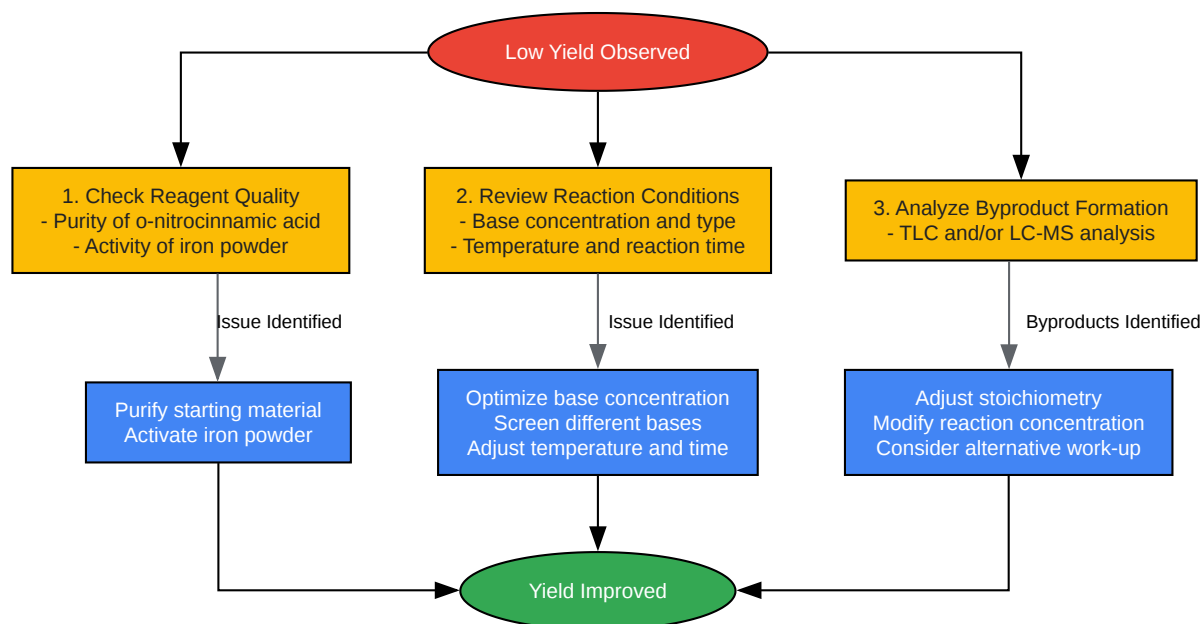 Low Yield Observed
1. Check Reagent Quality
- Purity of o-nitrocinnamic acid
- Activity of iron powder
2. Review Reaction Conditions
- Base concentration and type
- Temperature and reaction time
3. Analyze Byproduct Formation
- TLC and/or LC-MS analysis
Issue Identified
Issue Identified
Byproducts Identified
Purify starting material
Activate iron powder
Optimize base concentration
Screen different bases
Adjust temperature and time
Adjust stoichiometry
Modify reaction concentration
Consider alternative work-up
Yield Improved